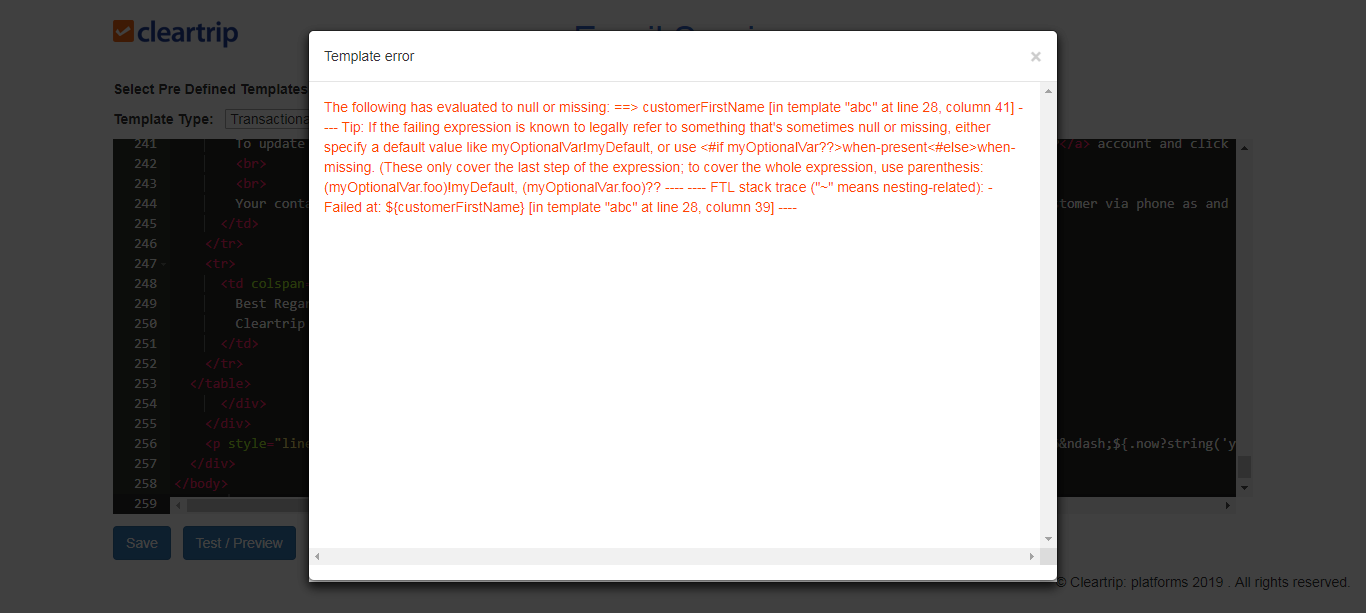 cleartrip
Template error
×
Select Pre Defined Templates
Template Type: Transactiona
The following has evaluated to null or missing: ==> customerFirstName [in template "abc" at line 28, column 41] -
--- Tip: If the failing expression is known to legally refer to something that's sometimes null or missing, either
specify a default value like myOptionalVar!myDefault, or use <#if myOptionalVar??>when-present<#else>when-
missing. (These only cover the last step of the expression; to cover the whole expression, use parenthesis:
(myOptionalVar.foo)!myDefault, (myOptionalVar.foo)?? ---- ---- FTL stack trace ("~" means nesting-related): -
Failed at: ${customerFirstName} [in template "abc" at line 28, column 39] ----
241 To update </a> account and click
242 <br>
243 <br>
244 Your conta tomer via phone as and
245 </td>
246 </tr>
247 <tr>
248 <td colspan
249 Best Regar
250 Cleartrip
251 </td>
252 </tr>
253 </table>
254 </div>
255 </div>
256 <p style="line &ndash;${.now?string('y
257 </div>
258 </body>
259
Save Test / Preview
© Cleartrip: platforms 2019 . All rights reserved.